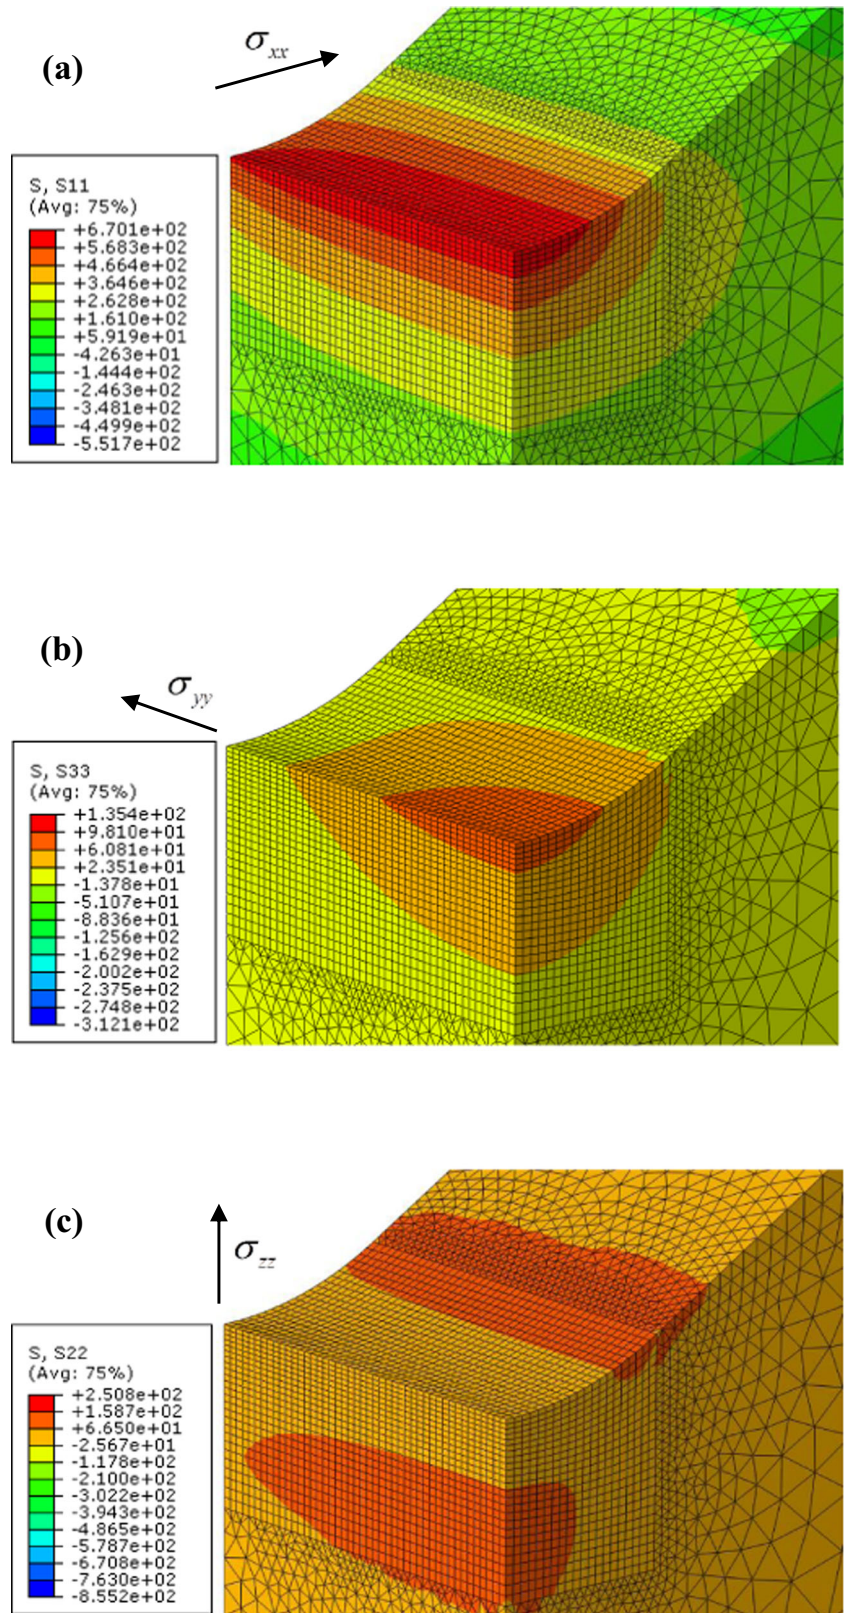 (a)
σxx
S, S11
(Avg: 75%)
+6.701e+02
+5.683e+02
+4.664e+02
+3.646e+02
+2.628e+02
+1.610e+02
+5.919e+01
-4.263e+01
-1.444e+02
-2.463e+02
-3.481e+02
-4.499e+02
-5.517e+02
(b)
σyy
S, S33
(Avg: 75%)
+1.354e+02
+9.810e+01
+6.081e+01
+2.351e+01
-1.378e+01
-5.107e+01
-8.836e+01
-1.256e+02
-1.629e+02
-2.002e+02
-2.375e+02
-2.748e+02
-3.121e+02
(c)
σzz
S, S22
(Avg: 75%)
+2.508e+02
+1.587e+02
+6.650e+01
-2.567e+01
-1.178e+02
-2.100e+02
-3.022e+02
-3.943e+02
-4.865e+02
-5.787e+02
-6.708e+02
-7.630e+02
-8.552e+02